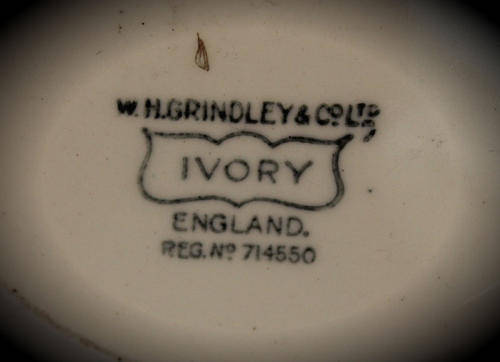 W.H.GRINDLEY & Cº LTD
IVORY
ENGLAND.
REG. Nº 714550